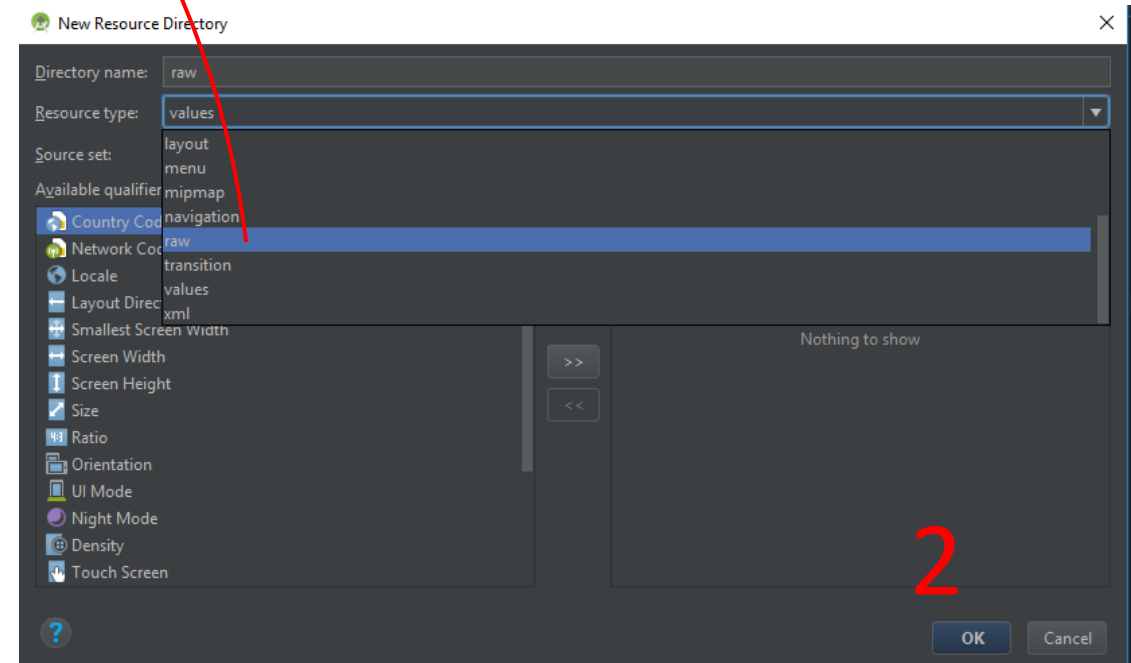 New Resource Directory
Directory name: raw
Resource type: values
layout
Source set:
menu
Available qualifier mipmap
Country Cod navigation
Network Coc raw
Locale transition
Layout Direc values
xml
Smallest Screen Width
Nothing to show
Screen Width
>>
Screen Height
Size
<<
Ratio
Orientation
UI Mode
Night Mode
Density
2
Touch Screen
?
OK Cancel